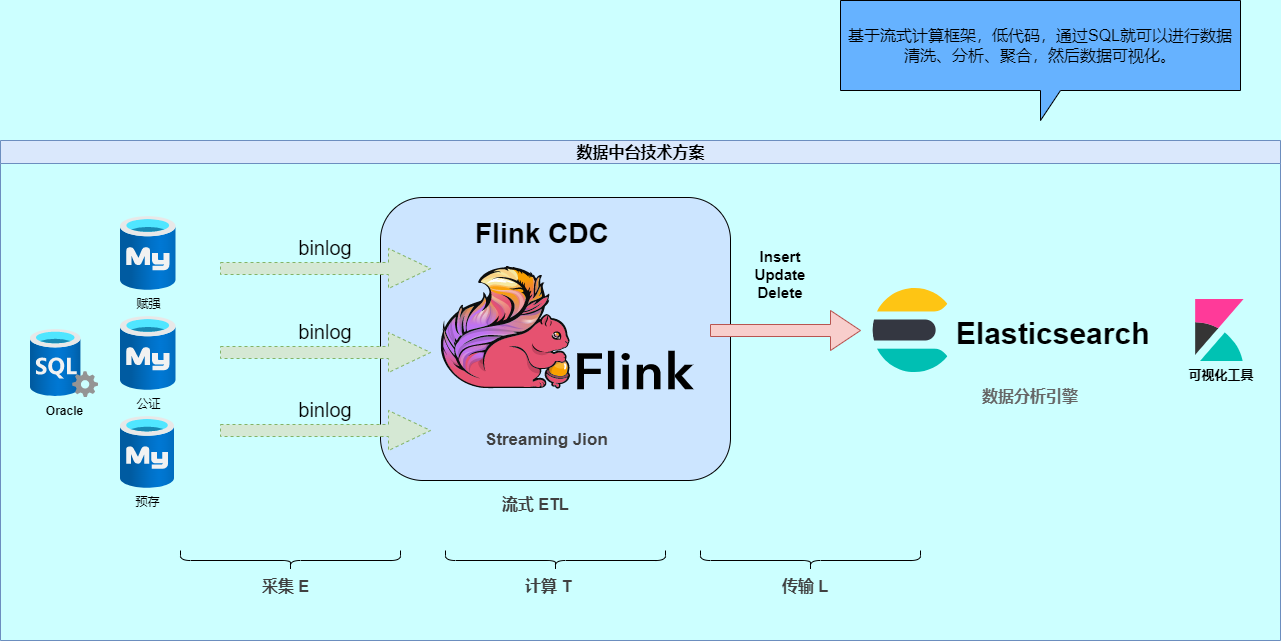 基于流式计算框架，低代码，通过SQL就可以进行数据
清洗、分析、聚合，然后数据可视化。
数据中台技术方案
My
赋强
My
公证
My
预存
SQL
Oracle
binlog
binlog
binlog
Flink CDC
Flink
Streaming Jion
流式 ETL
Insert
Update
Delete
Elasticsearch
数据分析引擎
可视化工具
采集 E
计算 T
传输 L